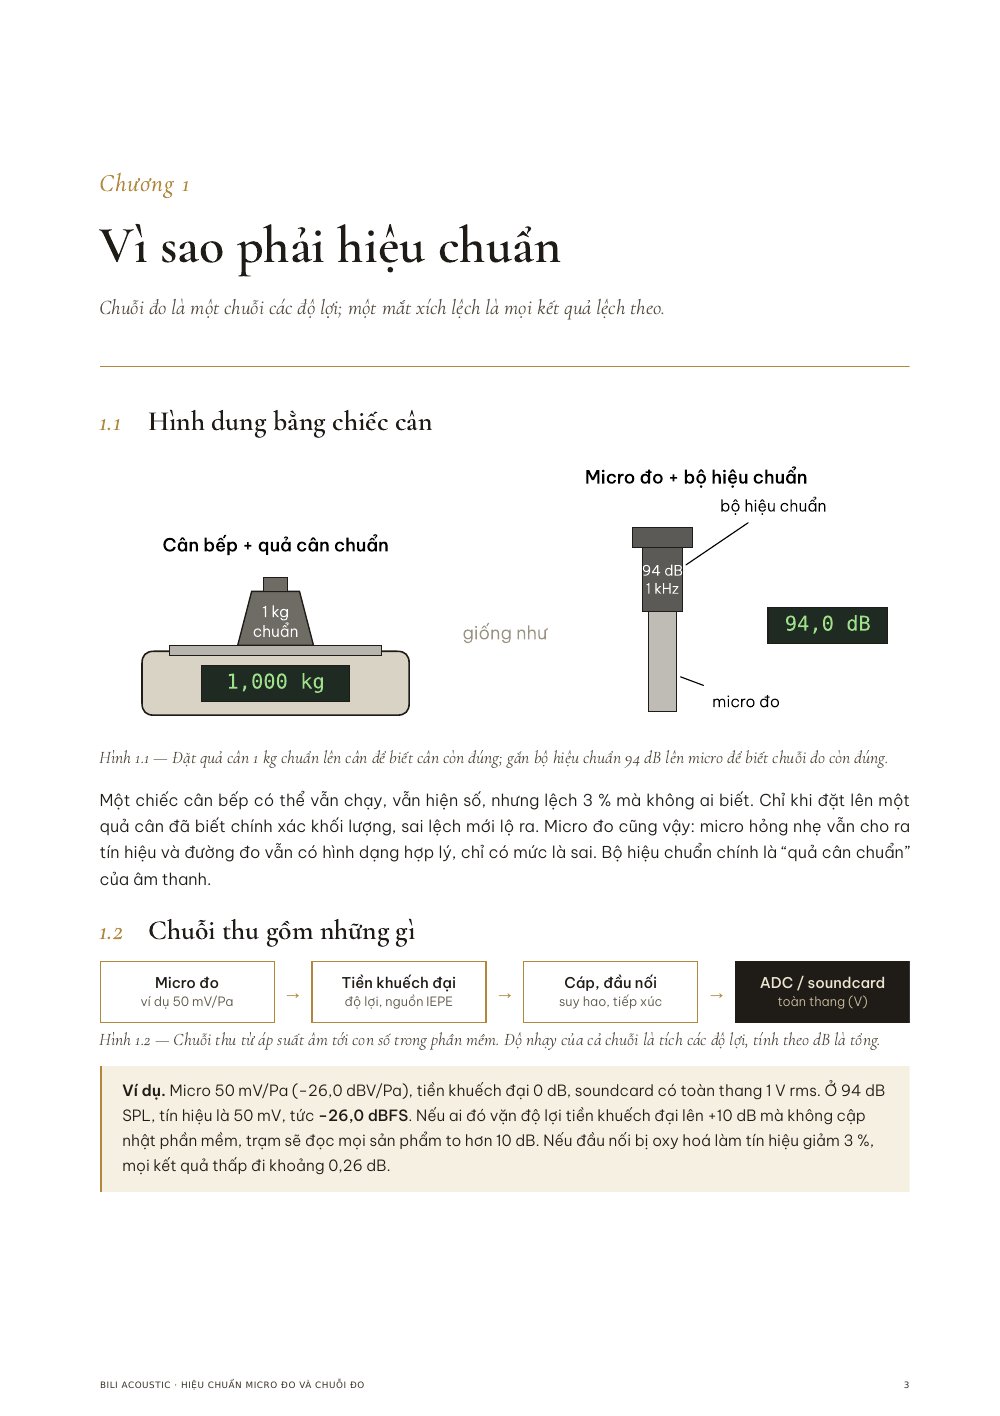 Chương 1
Vì sao phải hiệu chuẩn
Chuỗi đo là một chuỗi các độ lợi; một mắt xích lệch là mọi kết quả lệch theo.
1.1 Hình dung bằng chiếc cân
Cân bếp + quả cân chuẩn
1 kg
chuẩn
1,000 kg
giống như
Micro đo + bộ hiệu chuẩn
bộ hiệu chuẩn
94 dB
1 kHz
94,0 dB
micro đo
Hình 1.1 — Đặt quả cân 1 kg chuẩn lên cân để biết cân còn đúng; gắn bộ hiệu chuẩn 94 dB lên micro để biết chuỗi đo còn đúng.
Một chiếc cân bếp có thể vẫn chạy, vẫn hiện số, nhưng lệch 3 % mà không ai biết. Chỉ khi đặt lên một
quả cân đã biết chính xác khối lượng, sai lệch mới lộ ra. Micro đo cũng vậy: micro hỏng nhẹ vẫn cho ra
tín hiệu và đường đo vẫn có hình dạng hợp lý, chỉ có mức là sai. Bộ hiệu chuẩn chính là “quả cân chuẩn”
của âm thanh.
1.2 Chuỗi thu gồm những gì
Micro đo
ví dụ 50 mV/Pa
→
Tiền khuếch đại
độ lợi, nguồn IEPE
→
Cáp, đầu nối
suy hao, tiếp xúc
→
ADC / soundcard
toàn thang (V)
Hình 1.2 — Chuỗi thu từ áp suất âm tới con số trong phần mềm. Độ nhạy của cả chuỗi là tích các độ lợi, tính theo dB là tổng.
Ví dụ. Micro 50 mV/Pa (−26,0 dBV/Pa), tiền khuếch đại 0 dB, soundcard có toàn thang 1 V rms. Ở 94 dB
SPL, tín hiệu là 50 mV, tức −26,0 dBFS. Nếu ai đó vặn độ lợi tiền khuếch đại lên +10 dB mà không cập
nhật phần mềm, trạm sẽ đọc mọi sản phẩm to hơn 10 dB. Nếu đầu nối bị oxy hoá làm tín hiệu giảm 3 %,
mọi kết quả thấp đi khoảng 0,26 dB.
BILI ACOUSTIC · HIỆU CHUẨN MICRO ĐO VÀ CHUỖI ĐO 3